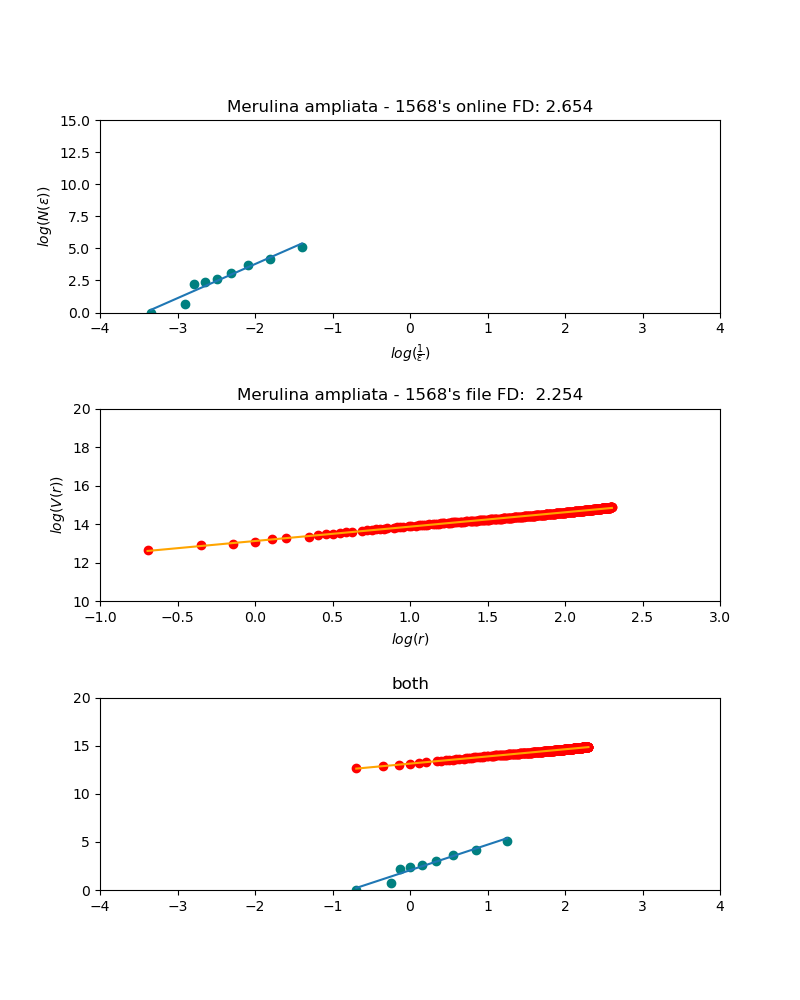 Merulina ampliata - 1568's online FD: 2.654
15.0
12.5
10.0
7.5
5.0
2.5
0.0
log(N(ε))
−4 −3 −2 −1 0 1 2 3 4
log(1/ε)
Merulina ampliata - 1568's file FD:  2.254
20
18
16
14
12
10
log(V(r))
−1.0 −0.5 0.0 0.5 1.0 1.5 2.0 2.5 3.0
log(r)
both
20
15
10
5
0
−4 −3 −2 −1 0 1 2 3 4